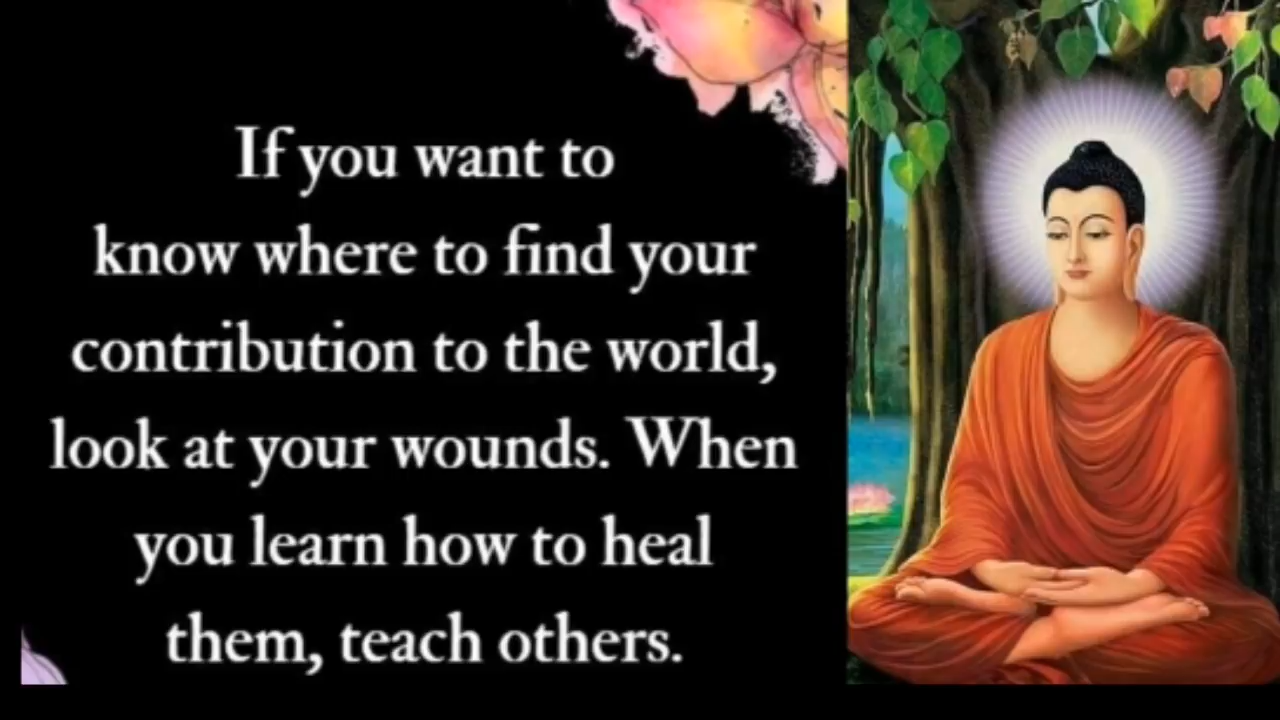 If you want to
know where to find your
contribution to the world,
look at your wounds. When
you learn how to heal
them, teach others.